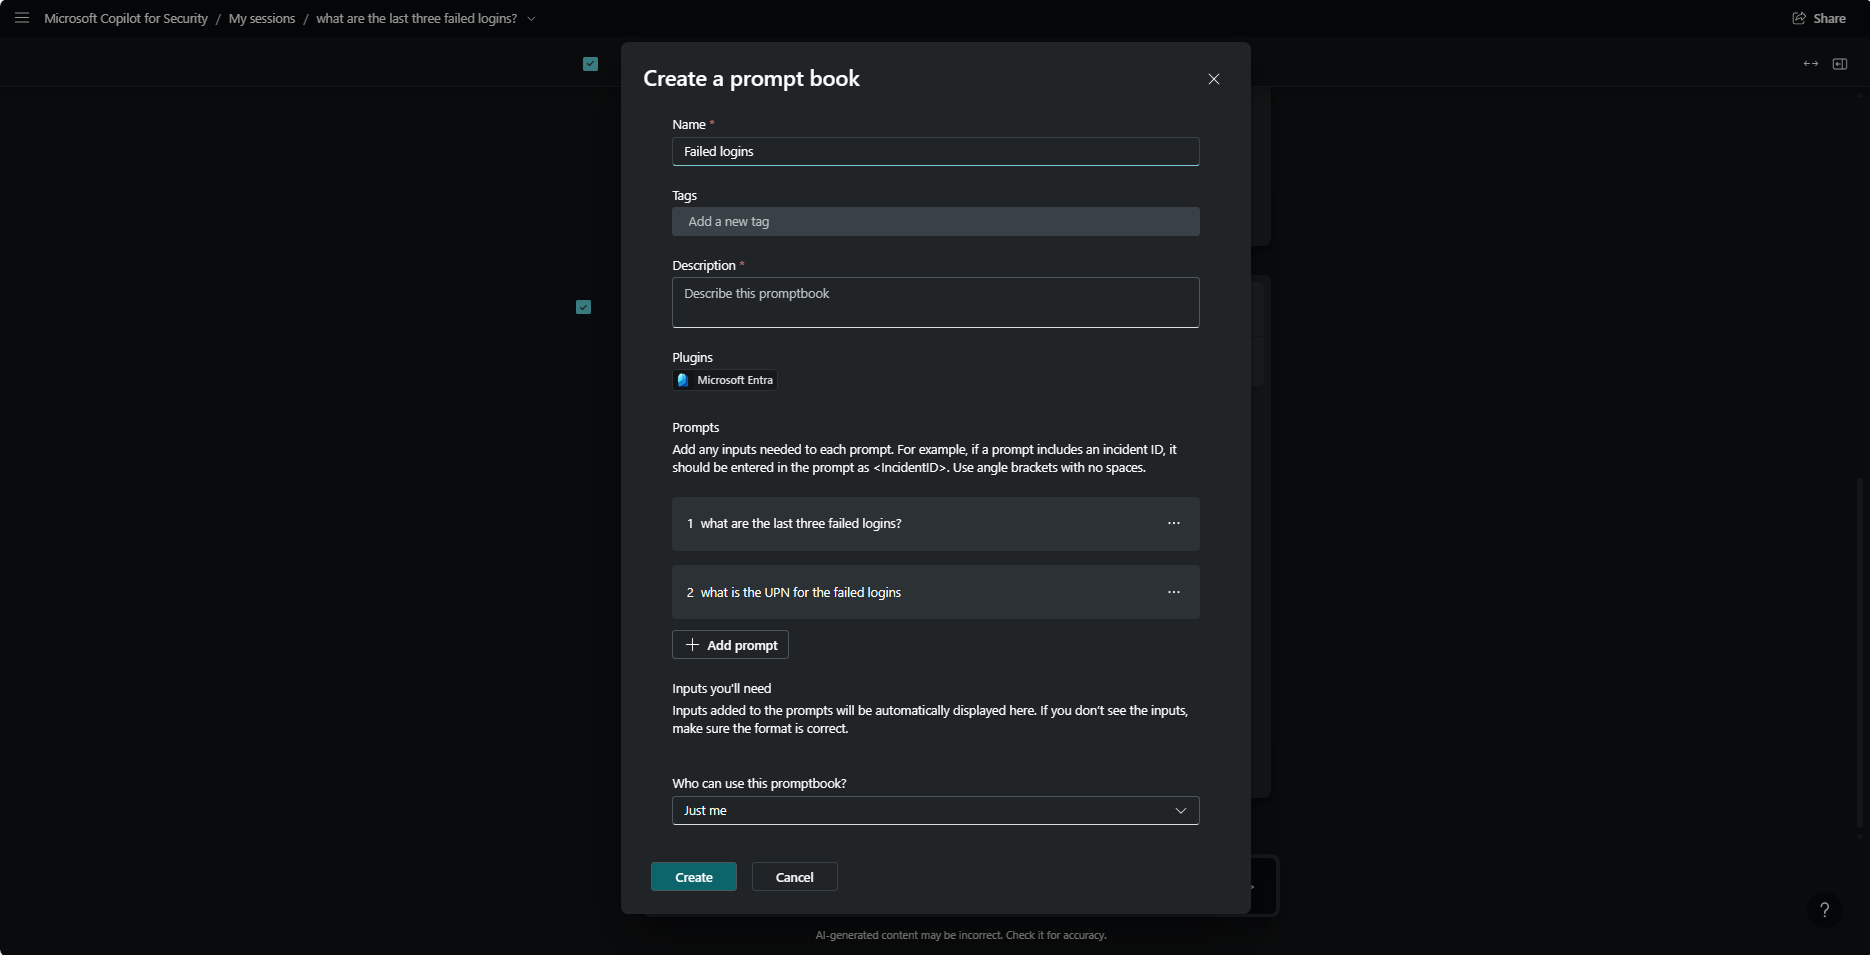 Microsoft Copilot for Security / My sessions / what are the last three failed logins?
Share
Create a prompt book
Name *
Failed logins
Tags
Add a new tag
Description *
Describe this promptbook
Plugins
Microsoft Entra
Prompts
Add any inputs needed to each prompt. For example, if a prompt includes an incident ID, it
should be entered in the prompt as <IncidentID>. Use angle brackets with no spaces.
1 what are the last three failed logins?
2 what is the UPN for the failed logins
Add prompt
Inputs you'll need
Inputs added to the prompts will be automatically displayed here. If you don't see the inputs,
make sure the format is correct.
Who can use this promptbook?
Just me
Create
Cancel
?
AI-generated content may be incorrect. Check it for accuracy.